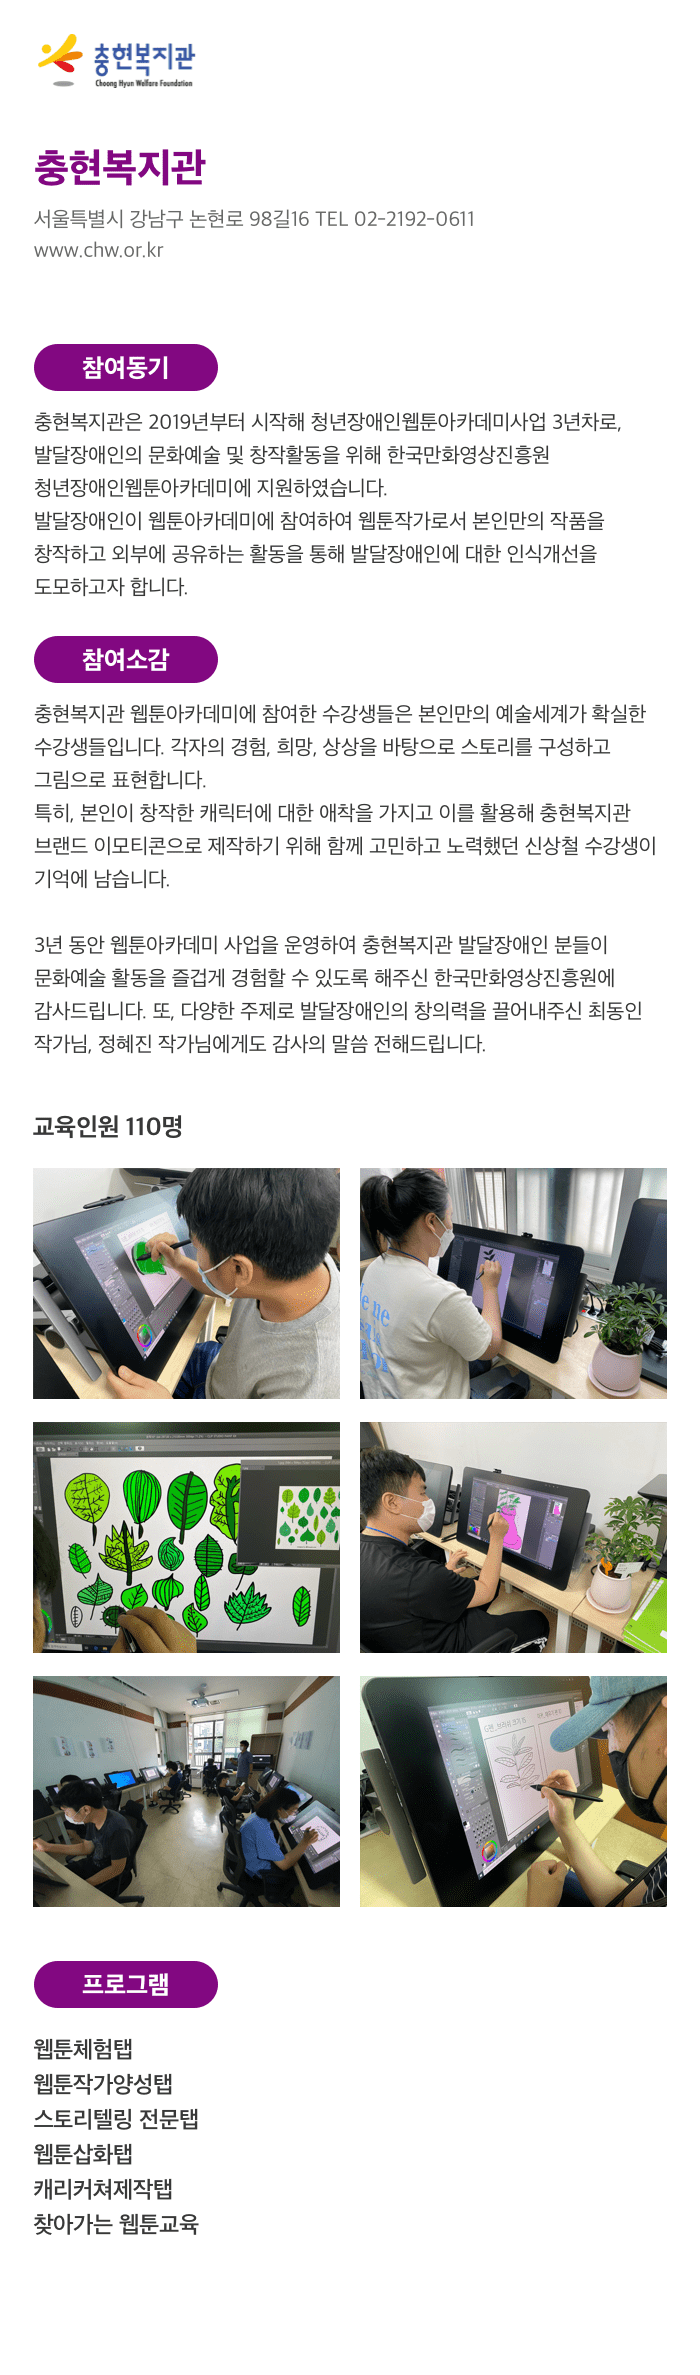 충현복지관
Choong Hyun Welfare Foundation
충현복지관
서울특별시 강남구 논현로 98길16 TEL 02-2192-0611
www.chw.or.kr
참여동기
충현복지관은 2019년부터 시작해 청년장애인웹툰아카데미사업 3년차로,
발달장애인의 문화예술 및 창작활동을 위해 한국만화영상진흥원
청년장애인웹툰아카데미에 지원하였습니다.
발달장애인이 웹툰아카데미에 참여하여 웹툰작가로서 본인만의 작품을
창작하고 외부에 공유하는 활동을 통해 발달장애인에 대한 인식개선을
도모하고자 합니다.
참여소감
충현복지관 웹툰아카데미에 참여한 수강생들은 본인만의 예술세계가 확실한
수강생들입니다. 각자의 경험, 희망, 상상을 바탕으로 스토리를 구성하고
그림으로 표현합니다.
특히, 본인이 창작한 캐릭터에 대한 애착을 가지고 이를 활용해 충현복지관
브랜드 이모티콘으로 제작하기 위해 함께 고민하고 노력했던 신상철 수강생이
기억에 남습니다.
3년 동안 웹툰아카데미 사업을 운영하여 충현복지관 발달장애인 분들이
문화예술 활동을 즐겁게 경험할 수 있도록 해주신 한국만화영상진흥원에
감사드립니다. 또, 다양한 주제로 발달장애인의 창의력을 끌어내주신 최동인
작가님, 정혜진 작가님에게도 감사의 말씀 전해드립니다.
교육인원 110명
프로그램
웹툰체험탭
웹툰작가양성탭
스토리텔링 전문탭
웹툰삽화탭
캐리커쳐제작탭
찾아가는 웹툰교육